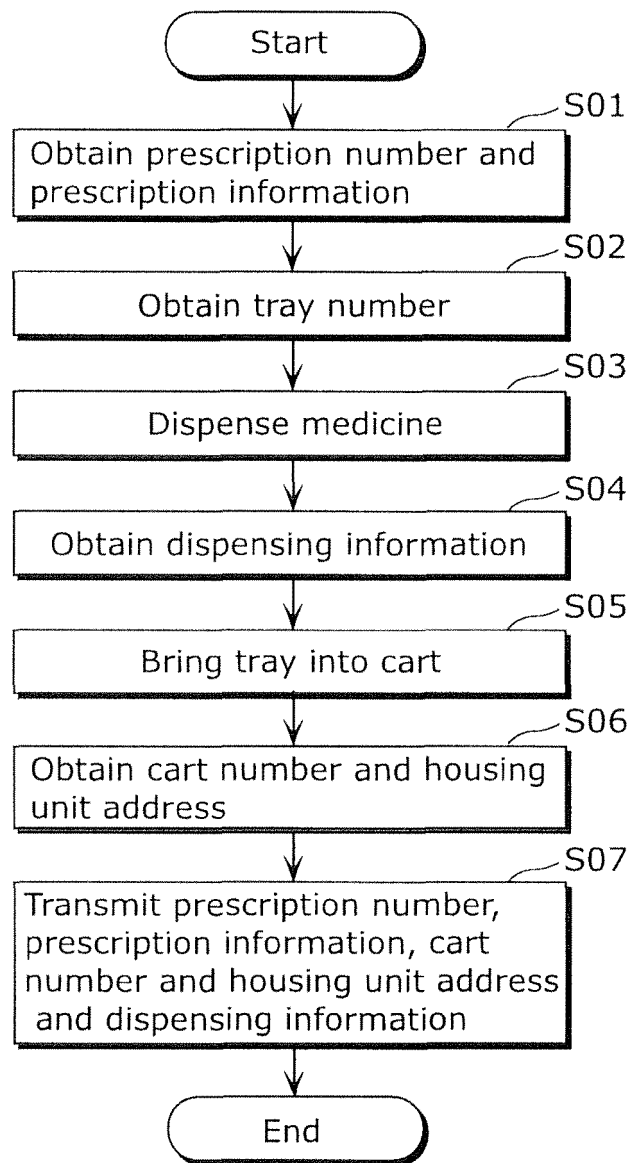 Start
S01
Obtain prescription number and
prescription information
S02
Obtain tray number
S03
Dispense medicine
S04
Obtain dispensing information
S05
Bring tray into cart
S06
Obtain cart number and housing
unit address
S07
Transmit prescription number,
prescription information, cart
number and housing unit address
and dispensing information
End